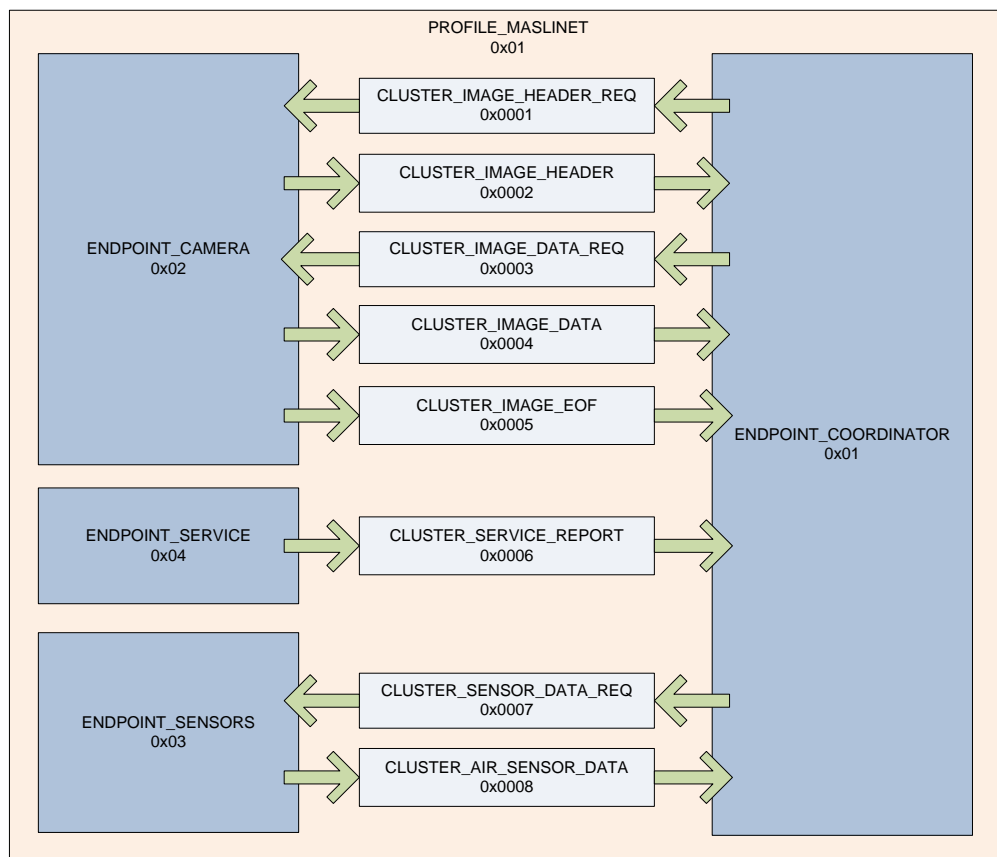 PROFILE_MASLINET
0x01
CLUSTER_IMAGE_HEADER_REQ
0x0001
CLUSTER_IMAGE_HEADER
0x0002
ENDPOINT_CAMERA
0x02
CLUSTER_IMAGE_DATA_REQ
0x0003
CLUSTER_IMAGE_DATA
0x0004
CLUSTER_IMAGE_EOF
0x0005
ENDPOINT_COORDINATOR
0x01
ENDPOINT_SERVICE
0x04
CLUSTER_SERVICE_REPORT
0x0006
ENDPOINT_SENSORS
0x03
CLUSTER_SENSOR_DATA_REQ
0x0007
CLUSTER_AIR_SENSOR_DATA
0x0008